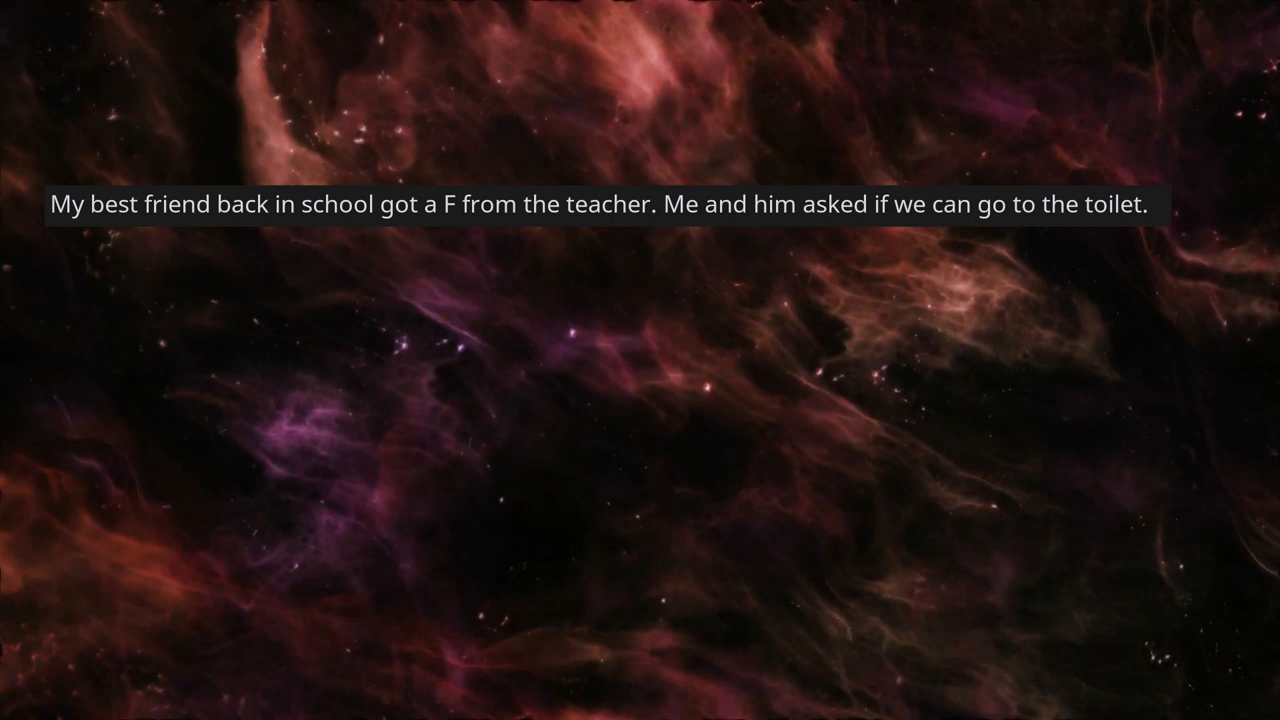 My best friend back in school got a F from the teacher. Me and him asked if we can go to the toilet.